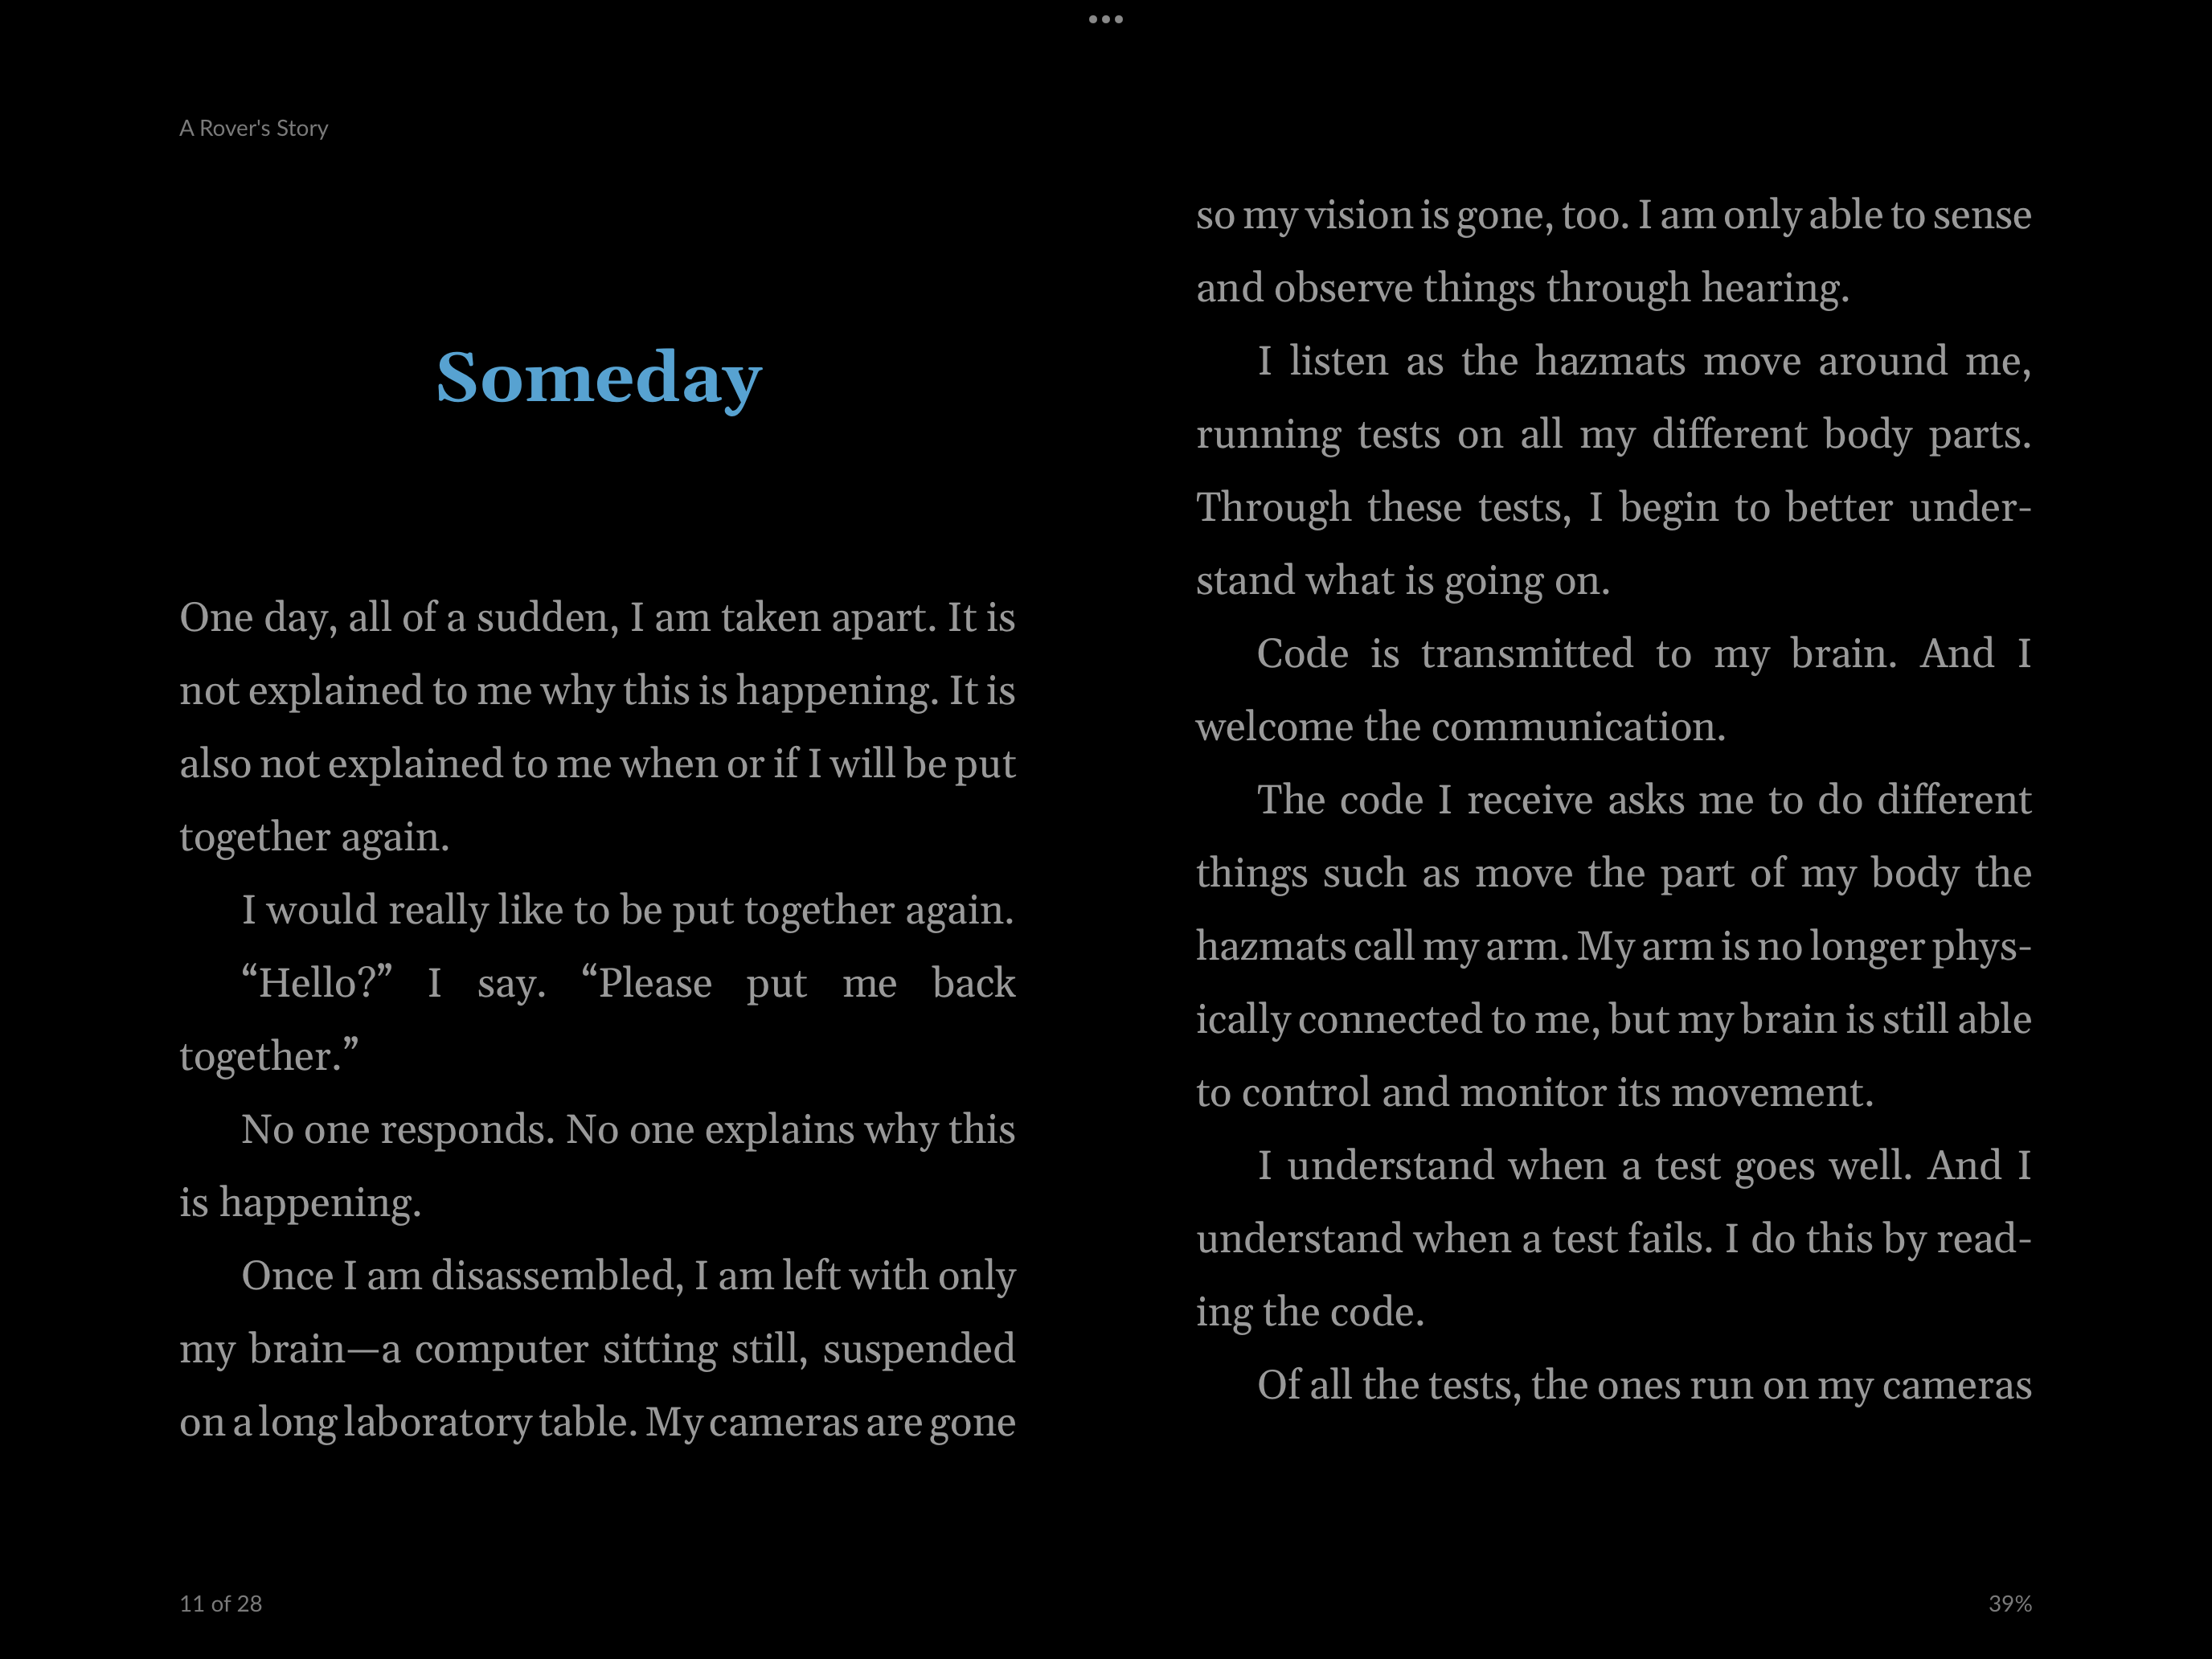 A Rover's Story
Someday
One day, all of a sudden, I am taken apart. It is
not explained to me why this is happening. It is
also not explained to me when or if I will be put
together again.
I would really like to be put together again.
“Hello?” I say. “Please put me back
together.”
No one responds. No one explains why this
is happening.
Once I am disassembled, I am left with only
my brain—a computer sitting still, suspended
on a long laboratory table. My cameras are gone
so my vision is gone, too. I am only able to sense
and observe things through hearing.
I listen as the hazmats move around me,
running tests on all my different body parts.
Through these tests, I begin to better under-
stand what is going on.
Code is transmitted to my brain. And I
welcome the communication.
The code I receive asks me to do different
things such as move the part of my body the
hazmats call my arm. My arm is no longer phys-
ically connected to me, but my brain is still able
to control and monitor its movement.
I understand when a test goes well. And I
understand when a test fails. I do this by read-
ing the code.
Of all the tests, the ones run on my cameras
11 of 28
39%